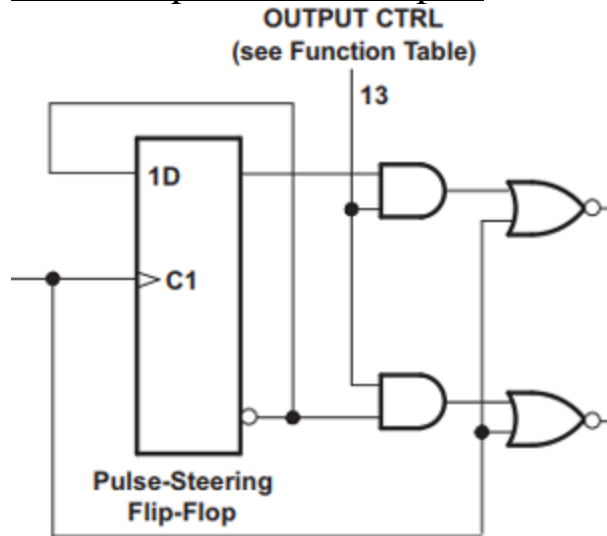 OUTPUT CTRL
(see Function Table)
13
1D
C1
Pulse-Steering
Flip-Flop